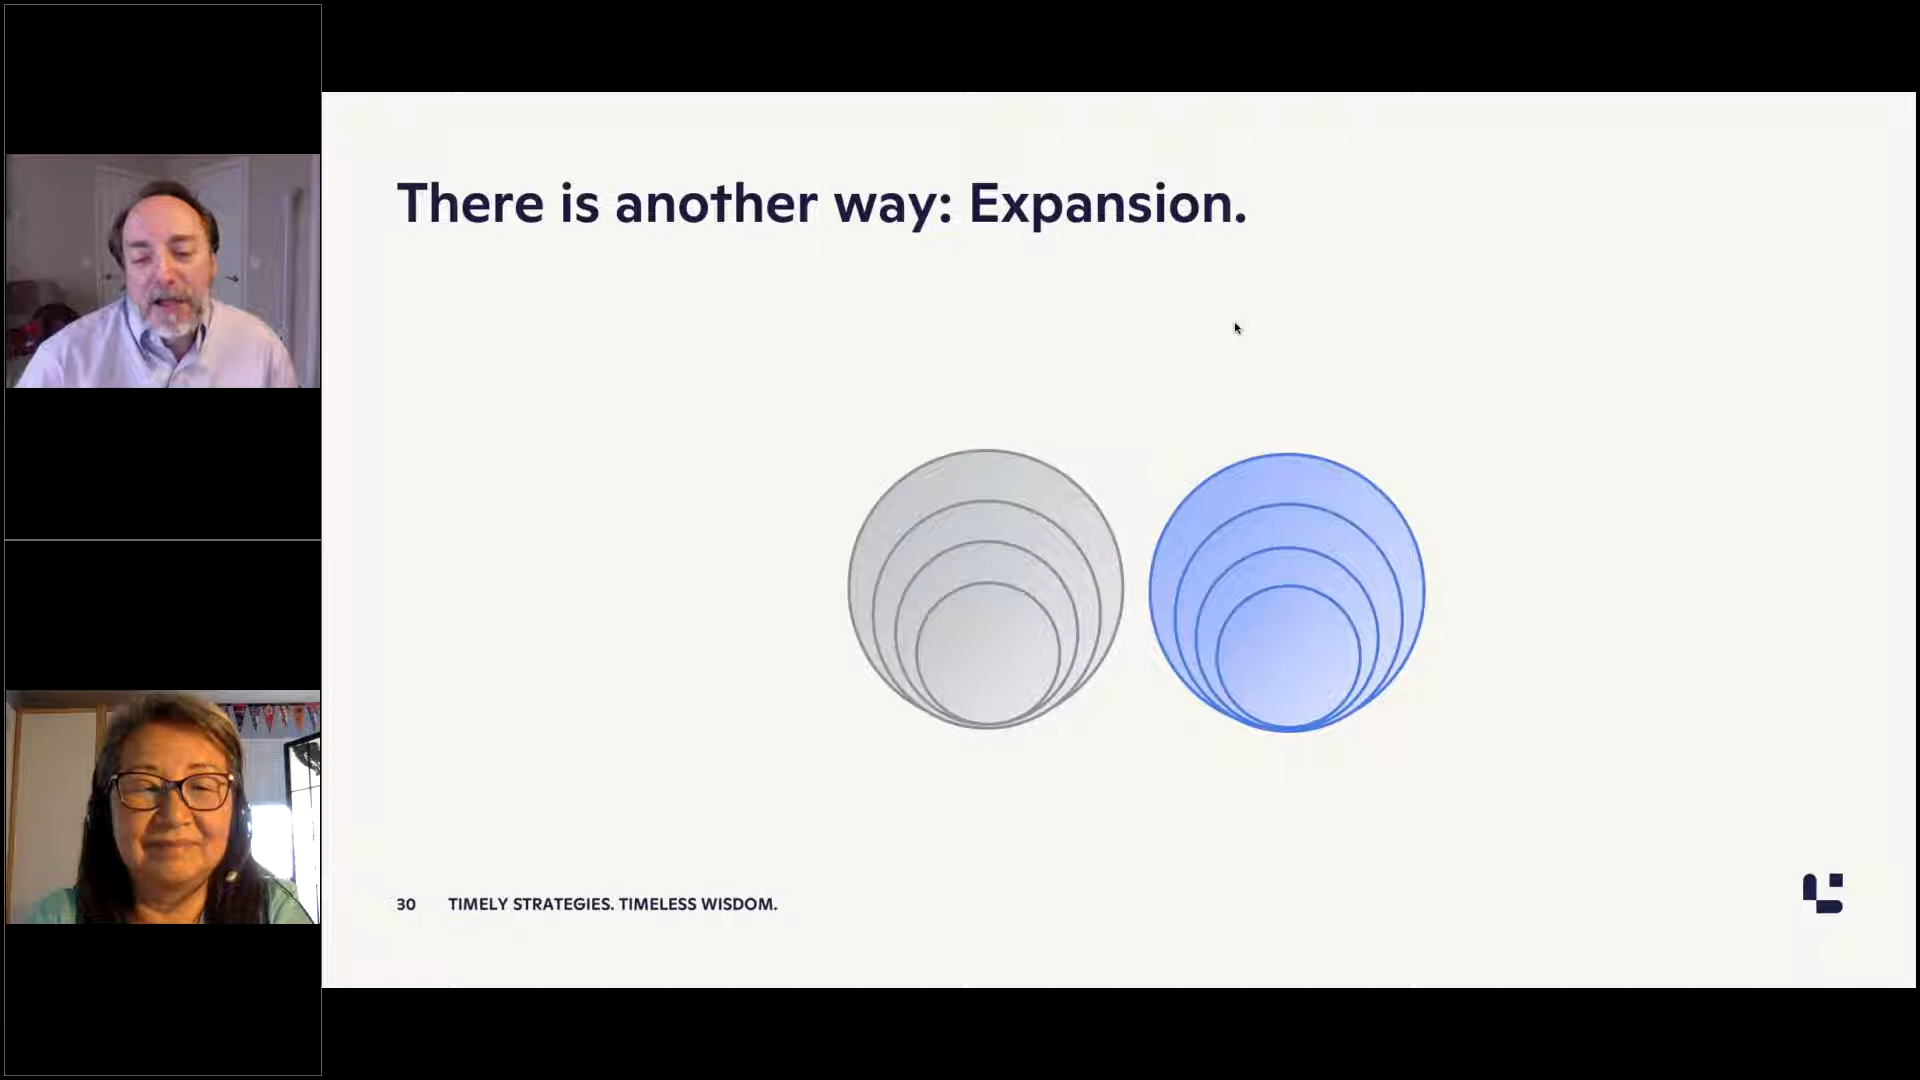 There is another way: Expansion.
30 TIMELY STRATEGIES. TIMELESS WISDOM.